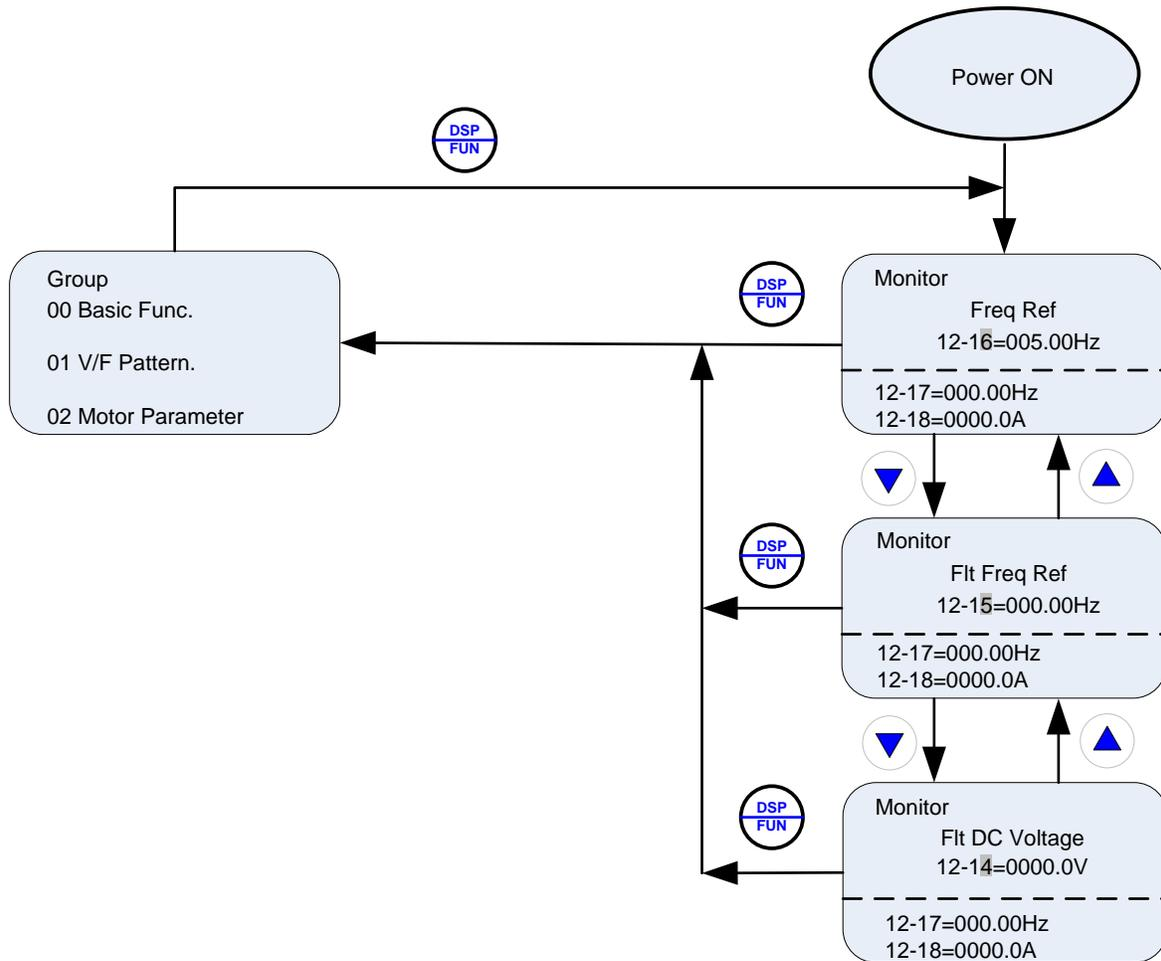 Power ON
DSP
FUN
Group
00 Basic Func.
01 V/F Pattern.
02 Motor Parameter
DSP
FUN
Monitor
Freq Ref
12-16=005.00Hz
12-17=000.00Hz
12-18=0000.0A
DSP
FUN
Monitor
Flt Freq Ref
12-15=000.00Hz
12-17=000.00Hz
12-18=0000.0A
DSP
FUN
Monitor
Flt DC Voltage
12-14=0000.0V
12-17=000.00Hz
12-18=0000.0A